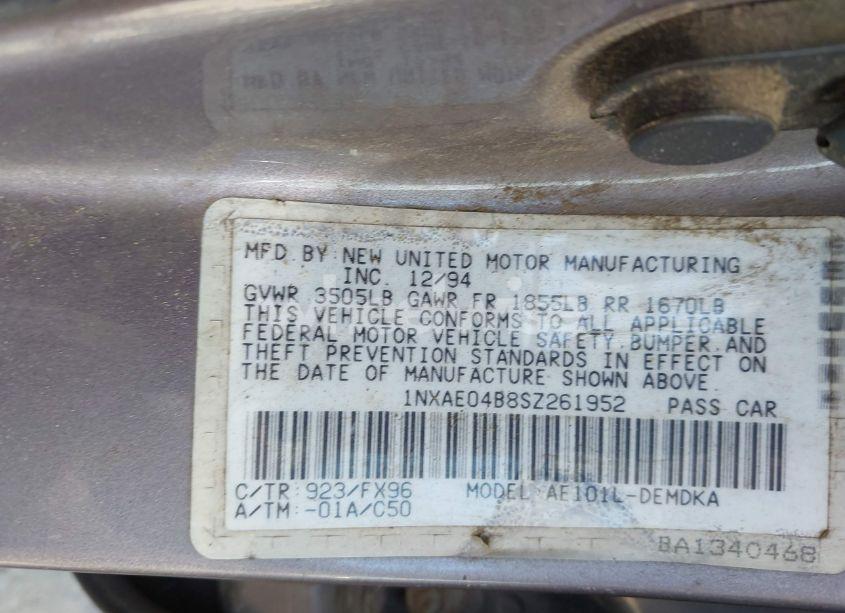 MFD BY NEW UNITED MOTOR MANUFACTURING
INC. 12/94
GVWR 3505LB GAWR FR 1855LB RR 1670LB
THIS VEHICLE CONFORMS TO ALL APPLICABLE
FEDERAL MOTOR VEHICLE SAFETY, BUMPER AND
THEFT PREVENTION STANDARDS IN EFFECT ON
THE DATE OF MANUFACTURE SHOWN ABOVE.
1NXAE04B8SZ261952 PASS CAR
C/TR: 923/FX96 MODEL: AE101L-DEMDKA
A/TM: -01A/C50
BA1340468